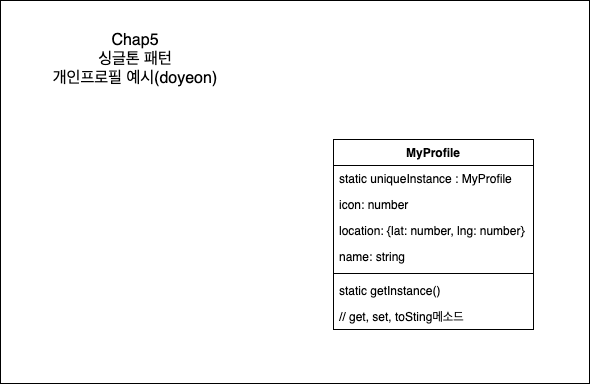 Chap5
싱글톤 패턴
개인프로필 예시(doyeon)
MyProfile
static uniqueInstance : MyProfile
icon: number
location: {lat: number, lng: number}
name: string
static getInstance()
// get, set, toSting메소드